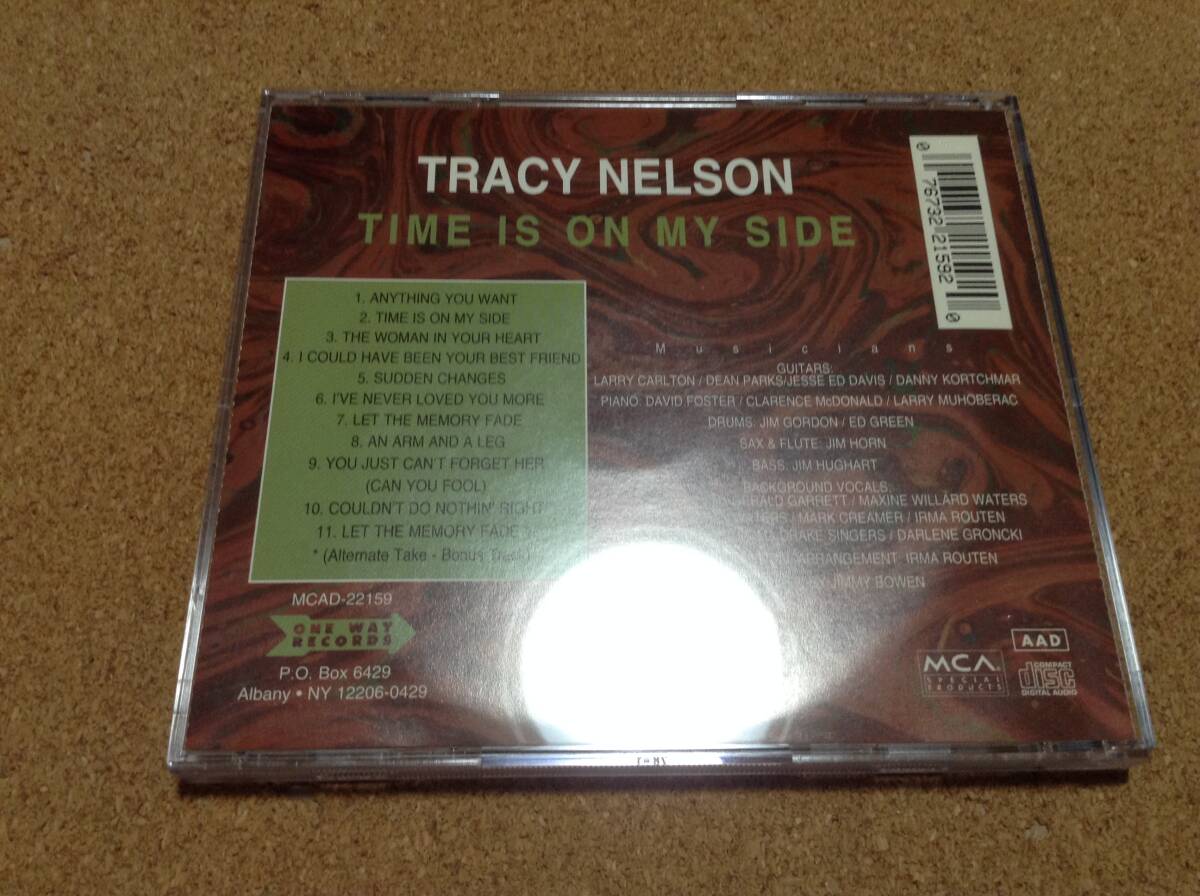 TRACY NELSON
TIME IS ON MY SIDE
0 76732 21592 0
1. ANYTHING YOU WANT
2. TIME IS ON MY SIDE
3. THE WOMAN IN YOUR HEART
4. I COULD HAVE BEEN YOUR BEST FRIEND
5. SUDDEN CHANGES
6. I'VE NEVER LOVED YOU MORE
7. LET THE MEMORY FADE
8. AN ARM AND A LEG
9. YOU JUST CAN'T FORGET HER
(CAN YOU FOOL)
10. COULDN'T DO NOTHIN' RIGHT
11. LET THE MEMORY FADE
* (Alternate Take - Bonus Track)
MCAD-22159
ONE WAY
RECORDS
P.O. Box 6429
Albany • NY 12206-0429
Musicians
GUITARS:
LARRY CARLTON / DEAN PARKS/JESSE ED DAVIS / DANNY KORTCHMAR
PIANO: DAVID FOSTER / CLARENCE McDONALD / LARRY MUHOBERAC
DRUMS: JIM GORDON / ED GREEN
SAX & FLUTE: JIM HORN
BASS: JIM HUGHART
BACKGROUND VOCALS:
GARRETT / MAXINE WILLARD WATERS
/ MARK CREAMER / IRMA ROUTEN
DRAKE SINGERS / DARLENE GRONCKI
ARRANGEMENT: IRMA ROUTEN
JIMMY BOWEN
AAD
MCA
SPECIAL
PRODUCTS
COMPACT
disc
DIGITAL AUDIO